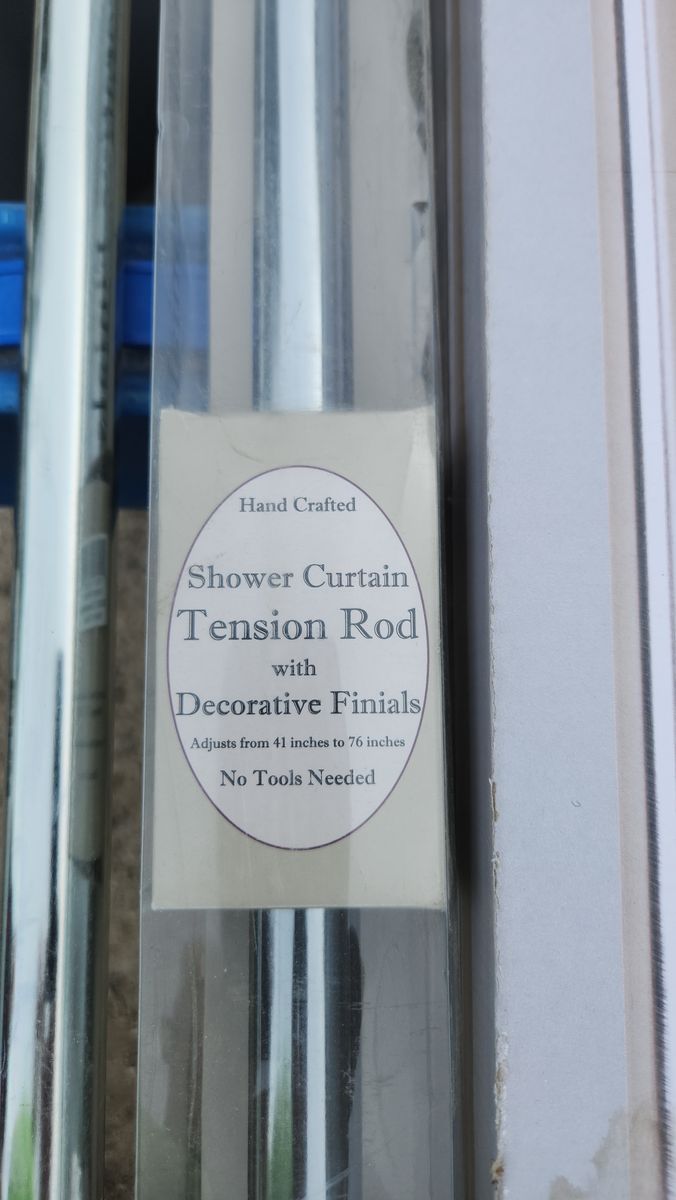 Hand Crafted
Shower Curtain
Tension Rod
with
Decorative Finials
Adjusts from 41 inches to 76 inches
No Tools Needed